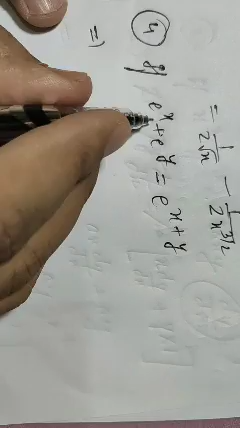 = 1/2√x - 1/2x^3/2
(4) If e^x + e^y = e^x+y
=)